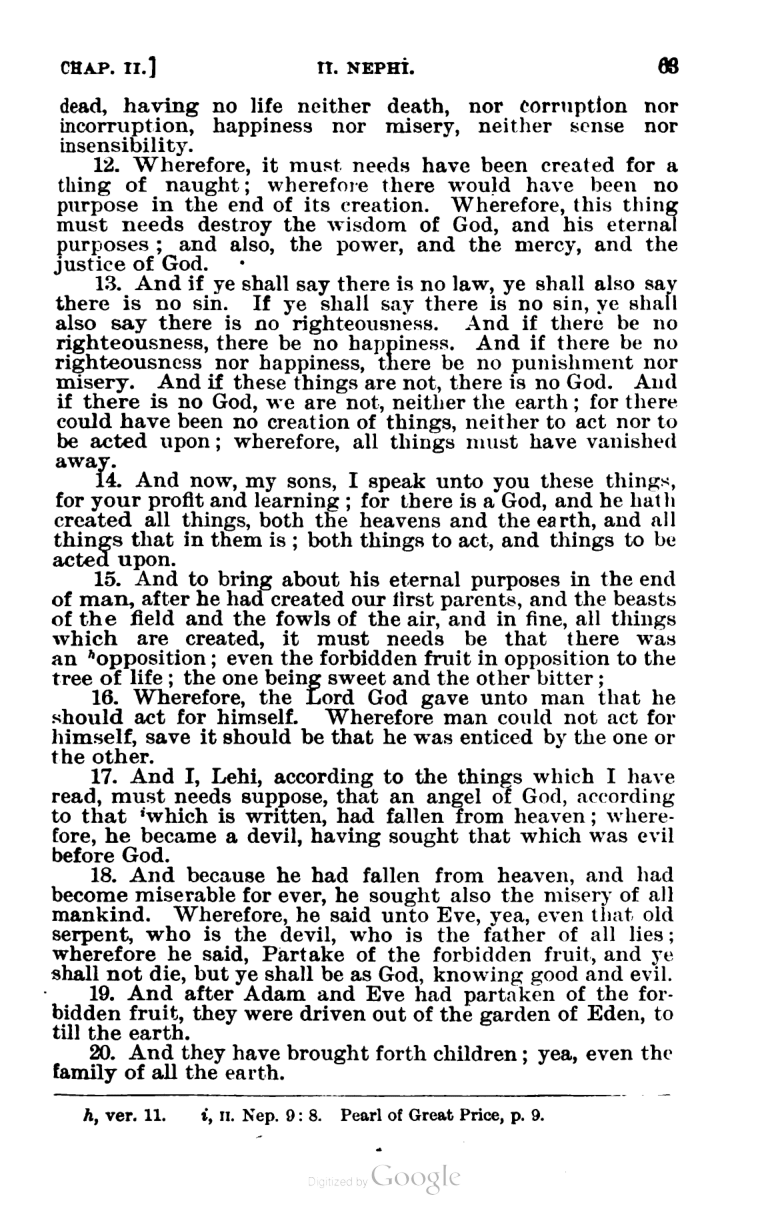 CHAP. II.] II. NEPHI. 63
dead, having no life neither death, nor corruption nor
incorruption, happiness nor misery, neither sense nor
insensibility.
12. Wherefore, it must needs have been created for a
thing of naught; wherefore there would have been no
purpose in the end of its creation. Wherefore, this thing
must needs destroy the wisdom of God, and his eternal
purposes; and also, the power, and the mercy, and the
justice of God.
13. And if ye shall say there is no law, ye shall also say
there is no sin. If ye shall say there is no sin, ye shall
also say there is no righteousness. And if there be no
righteousness, there be no happiness. And if there be no
righteousness nor happiness, there be no punishment nor
misery. And if these things are not, there is no God. And
if there is no God, we are not, neither the earth; for there
could have been no creation of things, neither to act nor to
be acted upon; wherefore, all things must have vanished
away.
14. And now, my sons, I speak unto you these things,
for your profit and learning; for there is a God, and he hath
created all things, both the heavens and the earth, and all
things that in them is; both things to act, and things to be
acted upon.
15. And to bring about his eternal purposes in the end
of man, after he had created our first parents, and the beasts
of the field and the fowls of the air, and in fine, all things
which are created, it must needs be that there was
an ʰopposition; even the forbidden fruit in opposition to the
tree of life; the one being sweet and the other bitter;
16. Wherefore, the Lord God gave unto man that he
should act for himself. Wherefore man could not act for
himself, save it should be that he was enticed by the one or
the other.
17. And I, Lehi, according to the things which I have
read, must needs suppose, that an angel of God, according
to that ⁱwhich is written, had fallen from heaven; where-
fore, he became a devil, having sought that which was evil
before God.
18. And because he had fallen from heaven, and had
become miserable for ever, he sought also the misery of all
mankind. Wherefore, he said unto Eve, yea, even that old
serpent, who is the devil, who is the father of all lies;
wherefore he said, Partake of the forbidden fruit, and ye
shall not die, but ye shall be as God, knowing good and evil.
19. And after Adam and Eve had partaken of the for-
bidden fruit, they were driven out of the garden of Eden, to
till the earth.
20. And they have brought forth children; yea, even the
family of all the earth.
h, ver. 11. i, II. Nep. 9: 8. Pearl of Great Price, p. 9.
Digitized by Google